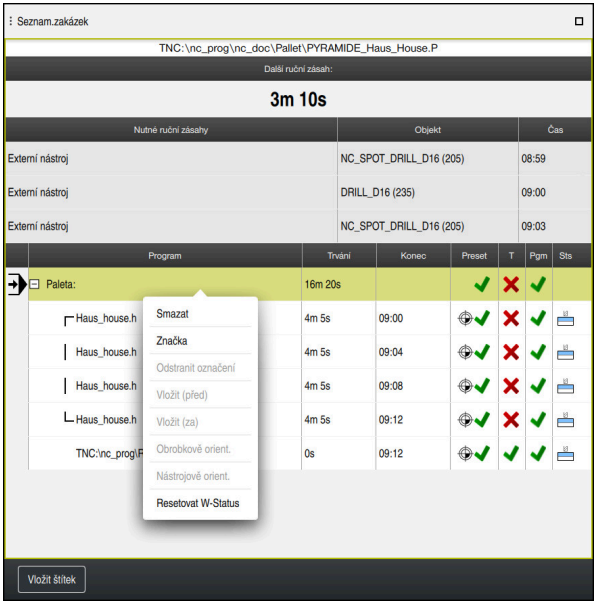 Seznam.zakázek
TNC:\nc_prog\nc_doc\Pallet\PYRAMIDE_Haus_House.P
Další ruční zásah:
3m 10s
Nutné ruční zásahy Objekt Čas
Externí nástroj NC_SPOT_DRILL_D16 (205) 08:59
Externí nástroj DRILL_D16 (235) 09:00
Externí nástroj NC_SPOT_DRILL_D16 (205) 09:03
Program Trvání Konec Preset T Pgm Sts
Paleta: 16m 20s
Haus_house.h 4m 5s 09:00
Haus_house.h 4m 5s 09:04
Haus_house.h 4m 5s 09:08
Haus_house.h 4m 5s 09:12
TNC:\nc_prog\R 0s 09:12
Smazat
Značka
Odstranit označení
Vložit (před)
Vložit (za)
Obrobkově orient.
Nástrojově orient.
Resetovat W-Status
Vložit štítek